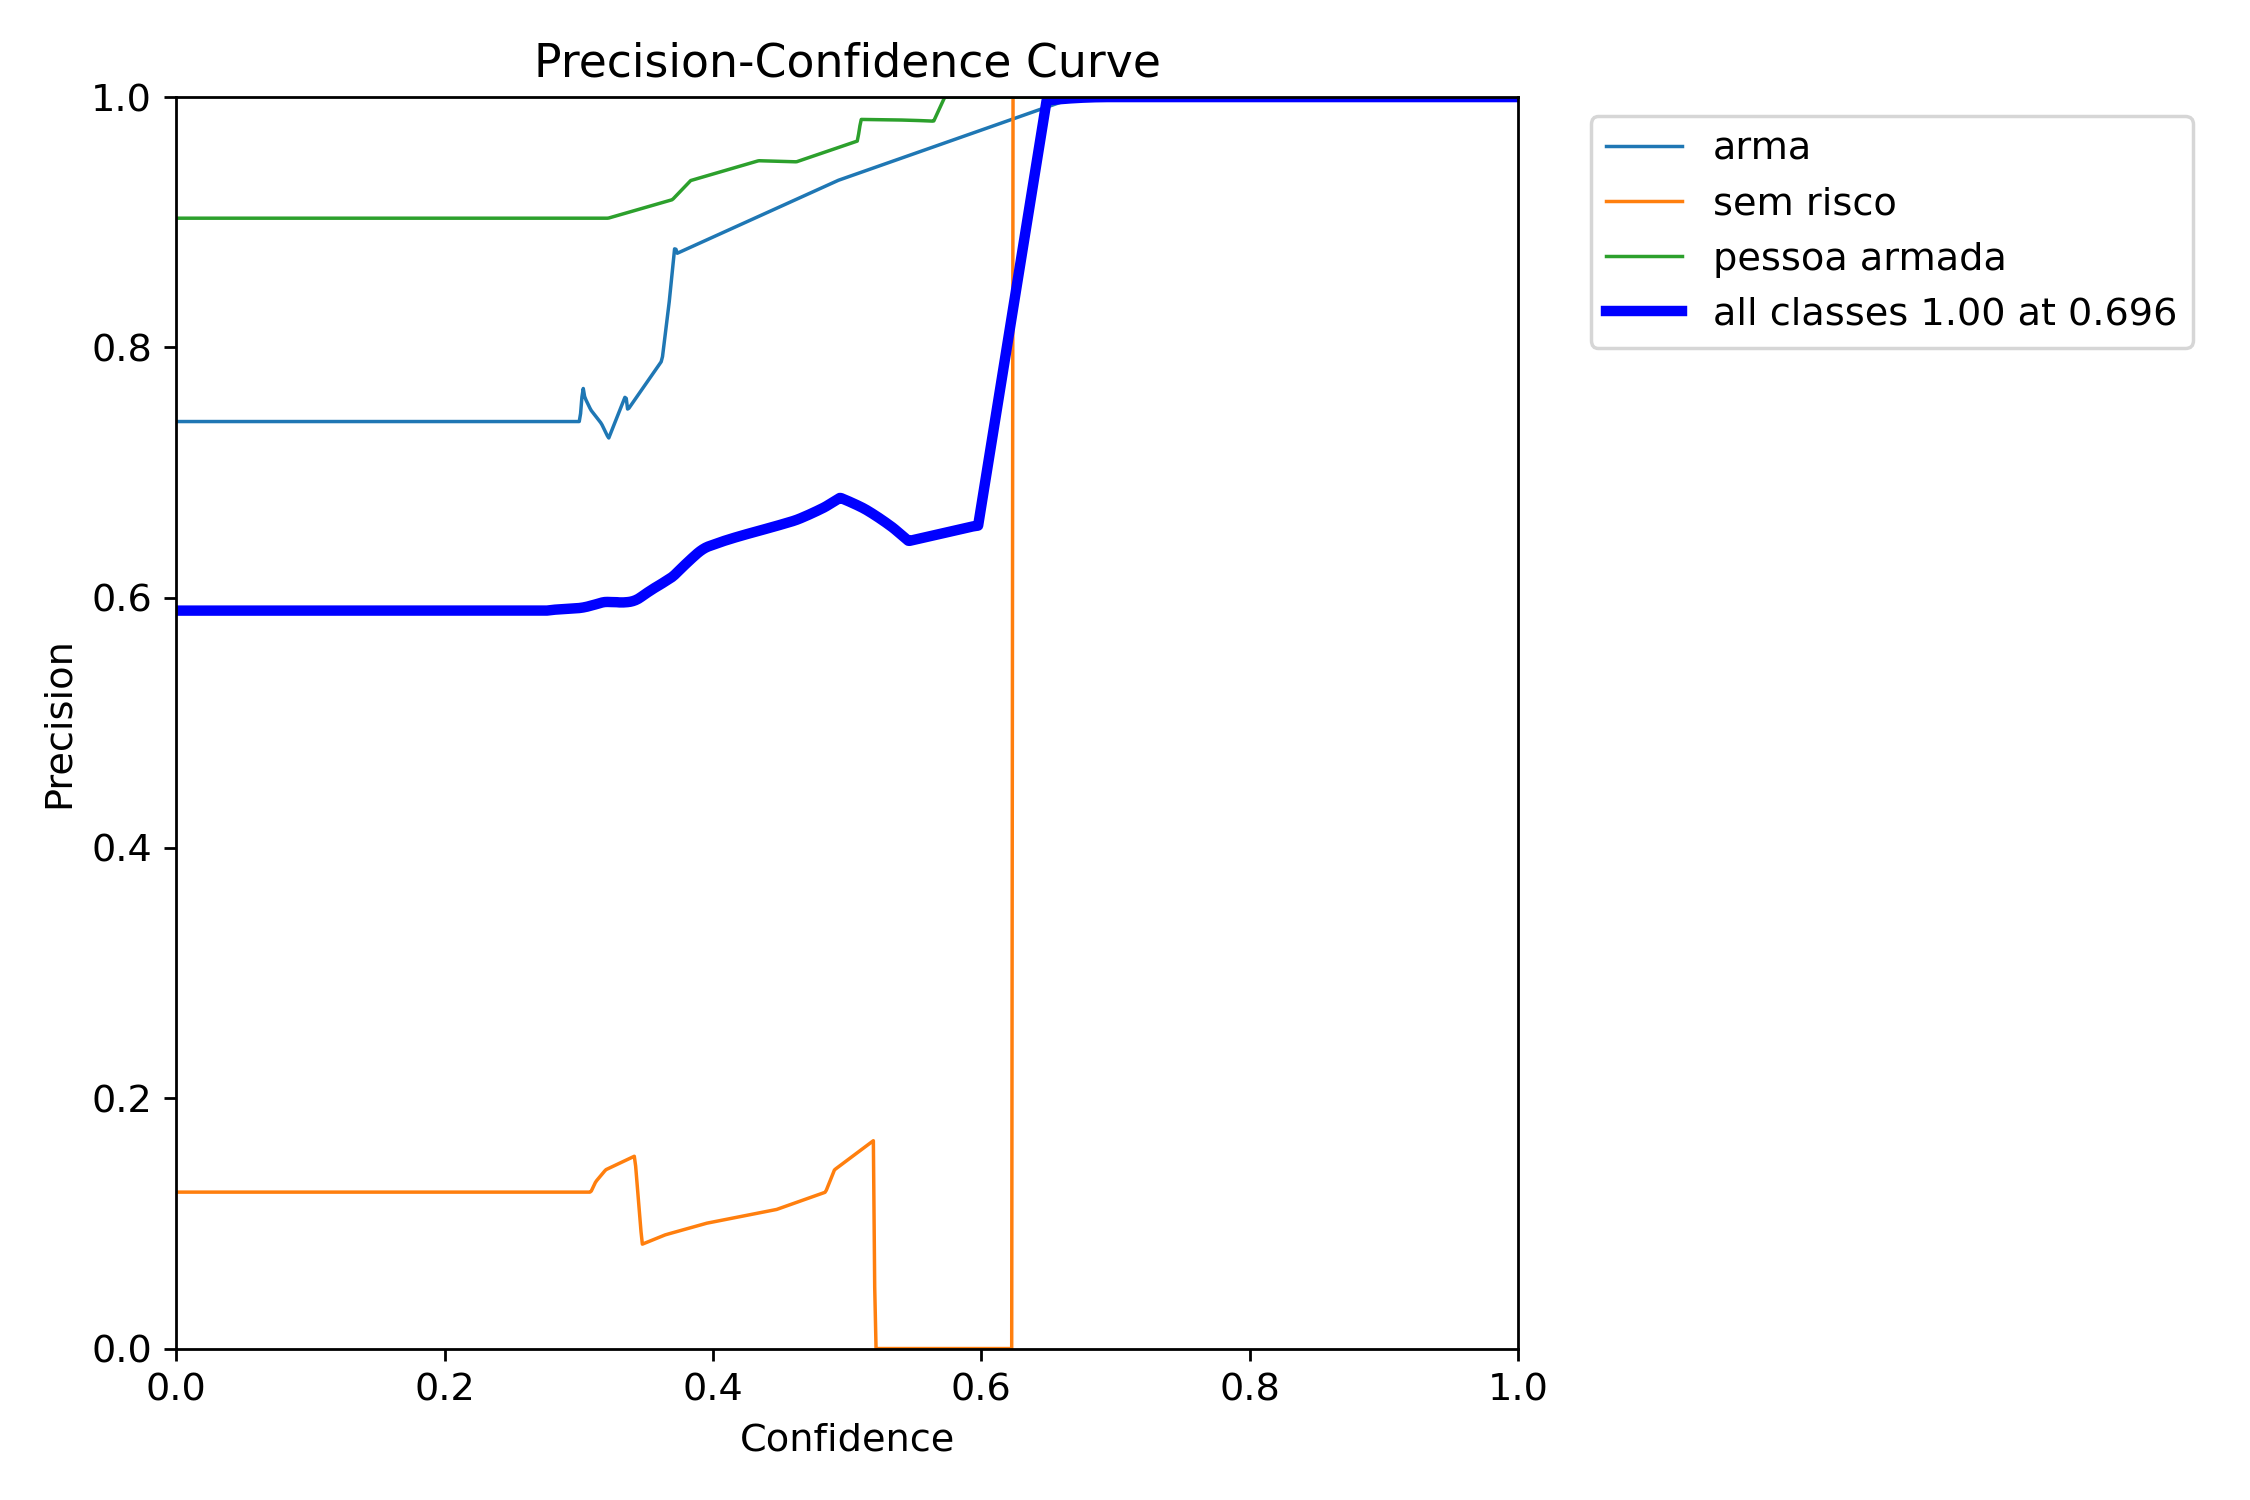 Precision-Confidence Curve
1.0
0.8
0.6
0.4
0.2
0.0
Precision
0.0 0.2 0.4 0.6 0.8 1.0
Confidence
arma
sem risco
pessoa armada
all classes 1.00 at 0.696